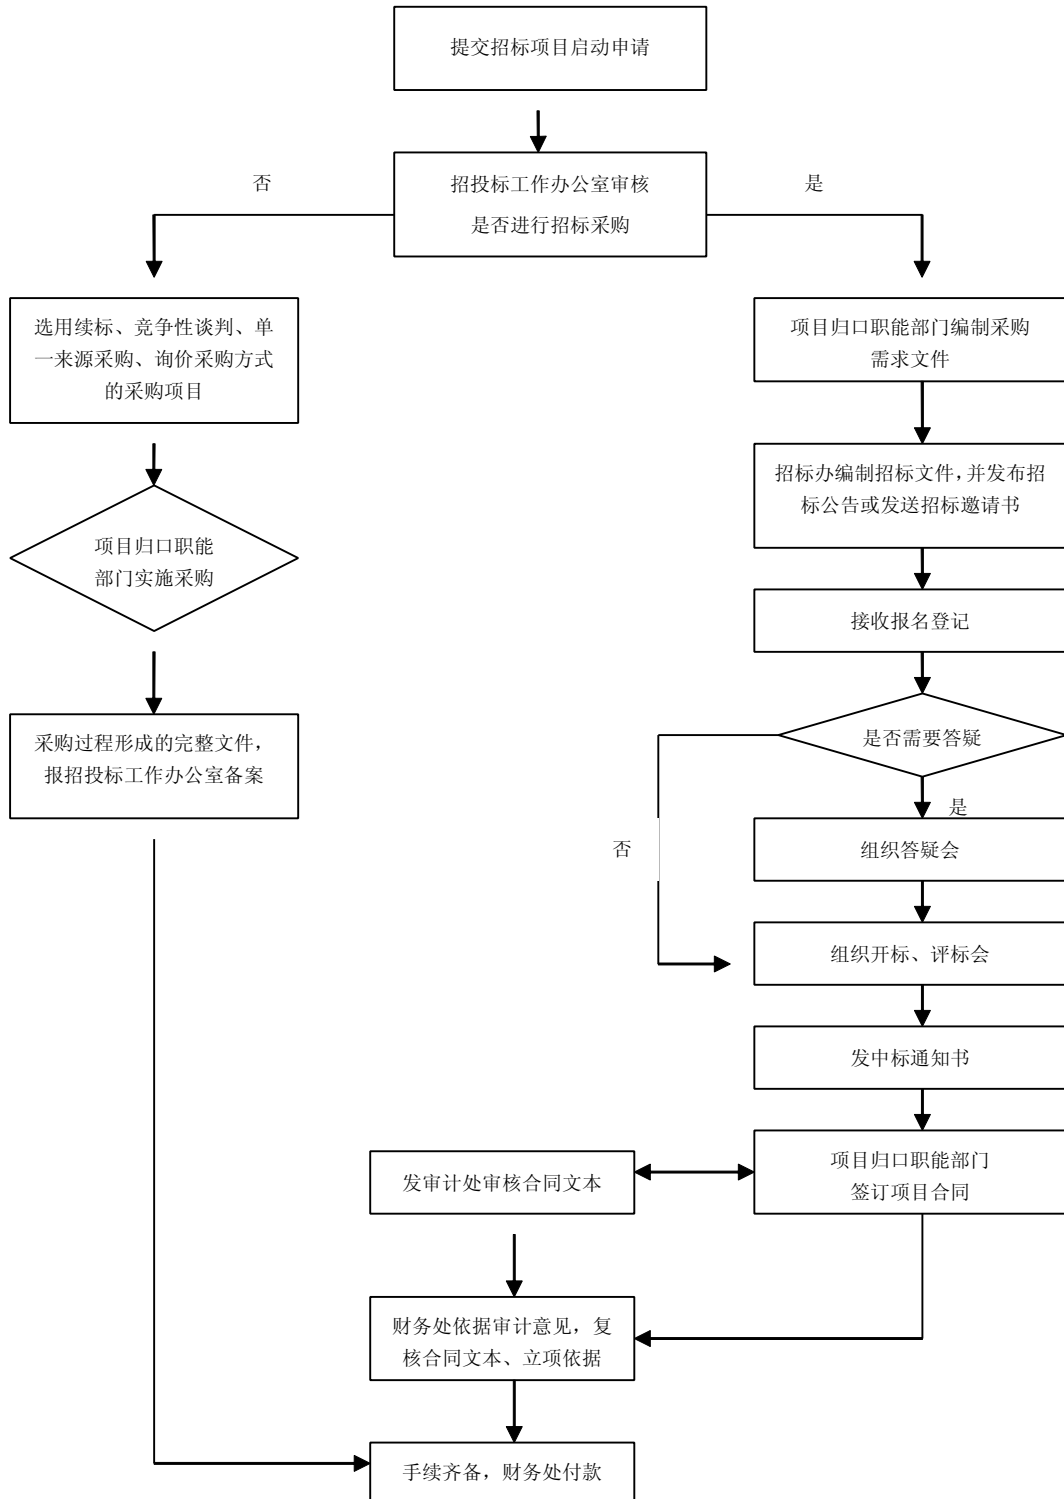 提交招标项目启动申请
招投标工作办公室审核
是否进行招标采购
否
是
选用续标、竞争性谈判、单
一来源采购、询价采购方式
的采购项目
项目归口职能
部门实施采购
采购过程形成的完整文件，
报招投标工作办公室备案
项目归口职能部门编制采购
需求文件
招标办编制招标文件，并发布招
标公告或发送招标邀请书
接收报名登记
是否需要答疑
是
否
组织答疑会
组织开标、评标会
发中标通知书
项目归口职能部门
签订项目合同
发审计处审核合同文本
财务处依据审计意见，复
核合同文本、立项依据
手续齐备，财务处付款